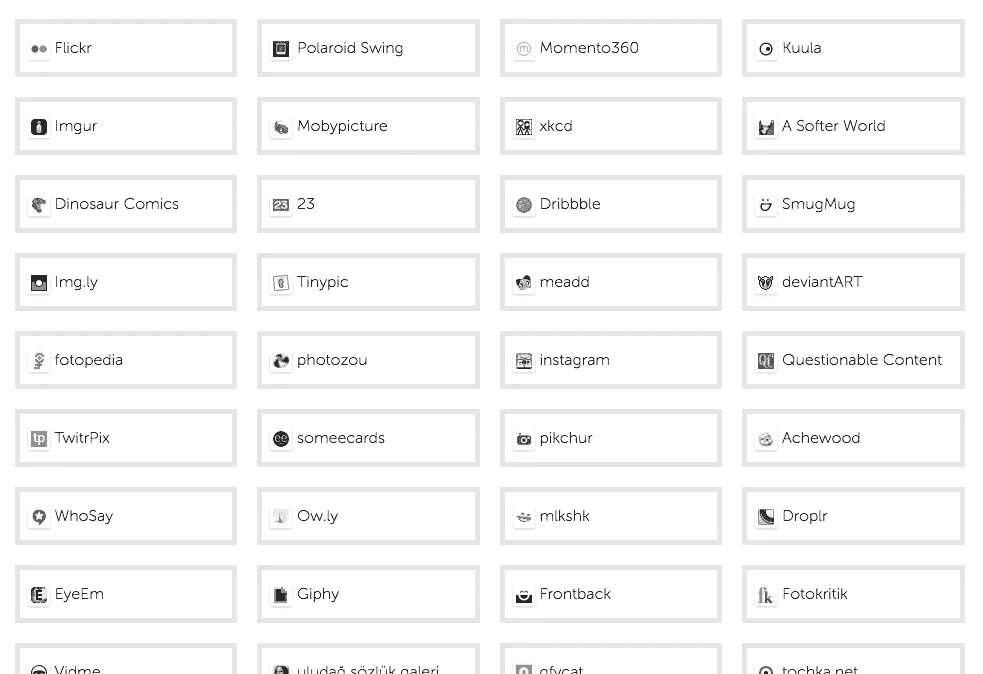 Flickr
Polaroid Swing
Momento360
Kuula
Imgur
Mobypicture
xkcd
A Softer World
Dinosaur Comics
23
Dribbble
SmugMug
Img.ly
Tinypic
meadd
deviantART
fotopedia
photozou
instagram
Questionable Content
TwitrPix
someecards
pikchur
Achewood
WhoSay
Ow.ly
mlkshk
Droplr
EyeEm
Giphy
Frontback
Fotokritik
Vidme
uludağ sözlük galeri
gfycat
tochka.net